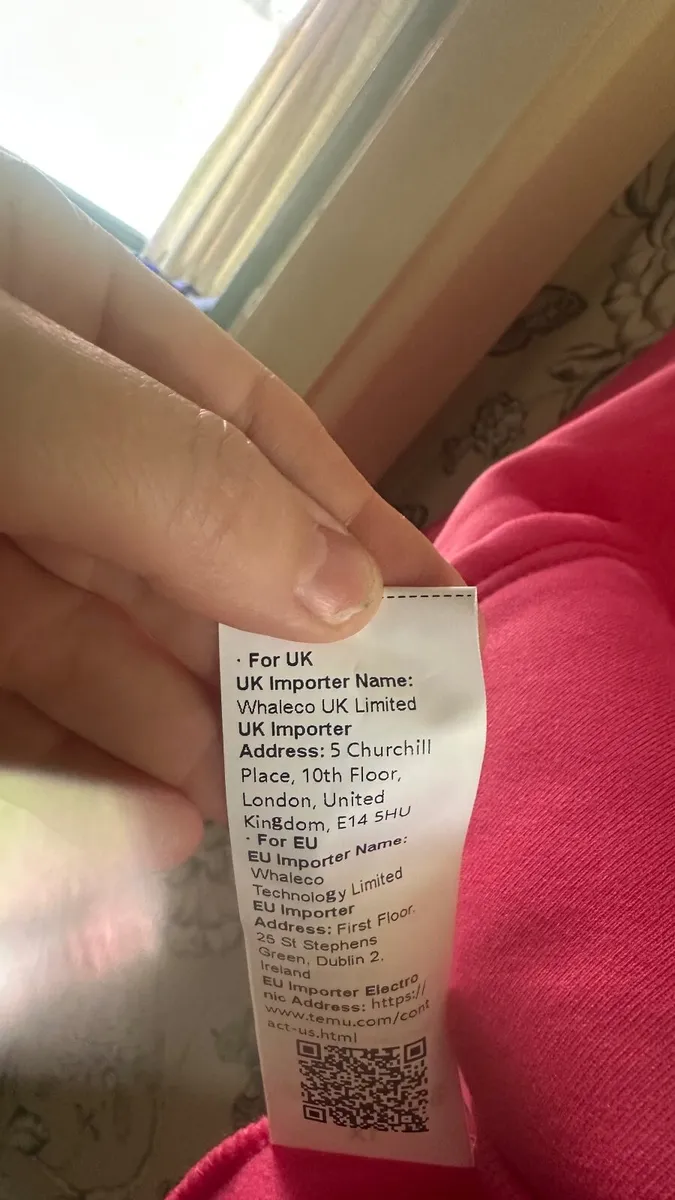 · For UK
UK Importer Name:
Whaleco UK Limited
UK Importer
Address: 5 Churchill
Place, 10th Floor,
London, United
Kingdom, E14 5HU
· For EU
EU Importer Name:
Whaleco
Technology Limited
EU Importer
Address: First Floor,
25 St Stephens
Green, Dublin 2,
Ireland
EU Importer Electro
nic Address: https://
www.temu.com/cont
act-us.html